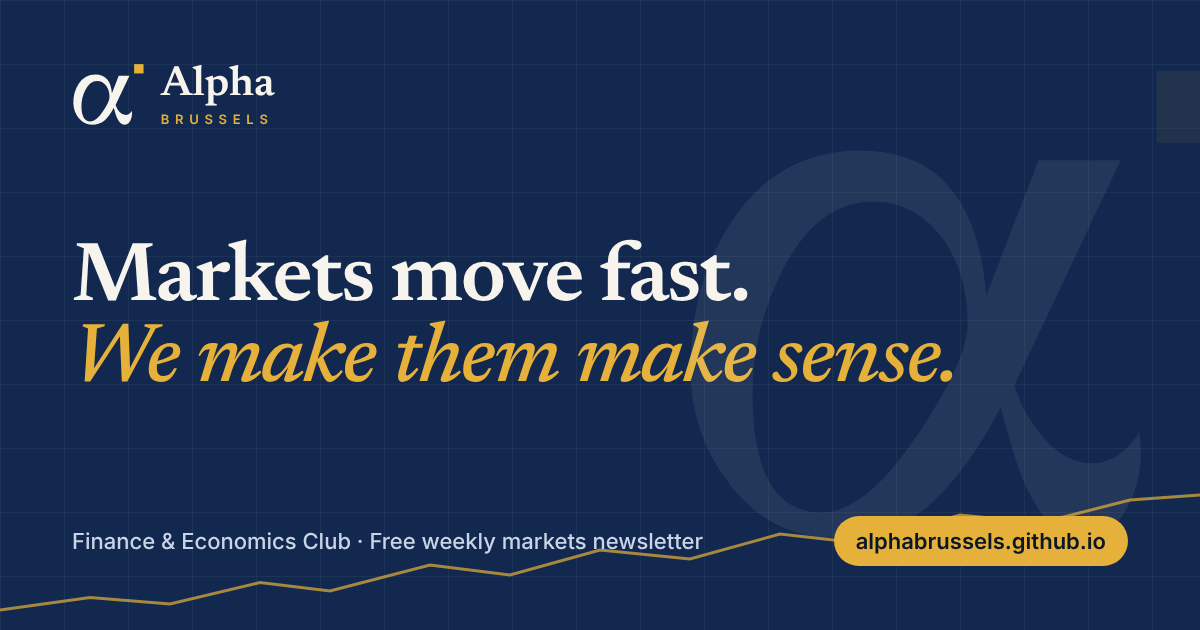 α Alpha
BRUSSELS
Markets move fast.
We make them make sense.
Finance & Economics Club · Free weekly markets newsletter
alphabrussels.github.io